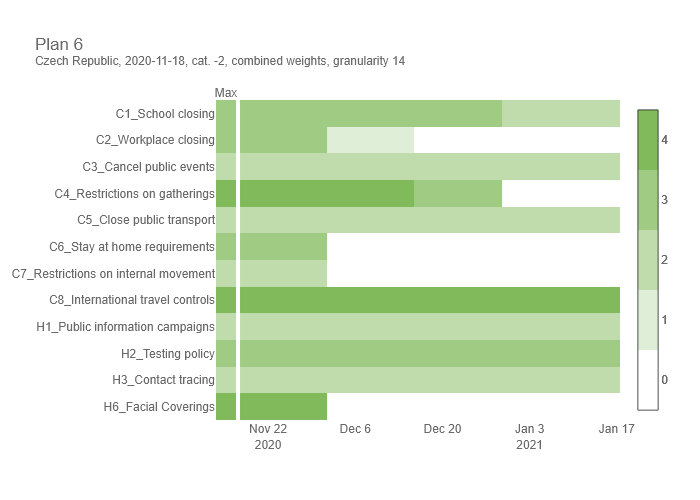 Plan 6
Czech Republic, 2020-11-18, cat. -2, combined weights, granularity 14
Max
C1_School closing
C2_Workplace closing
C3_Cancel public events
C4_Restrictions on gatherings
C5_Close public transport
C6_Stay at home requirements
C7_Restrictions on internal movement
C8_International travel controls
H1_Public information campaigns
H2_Testing policy
H3_Contact tracing
H6_Facial Coverings
Nov 22 Dec 6 Dec 20 Jan 3 Jan 17
2020 2021
4
3
2
1
0